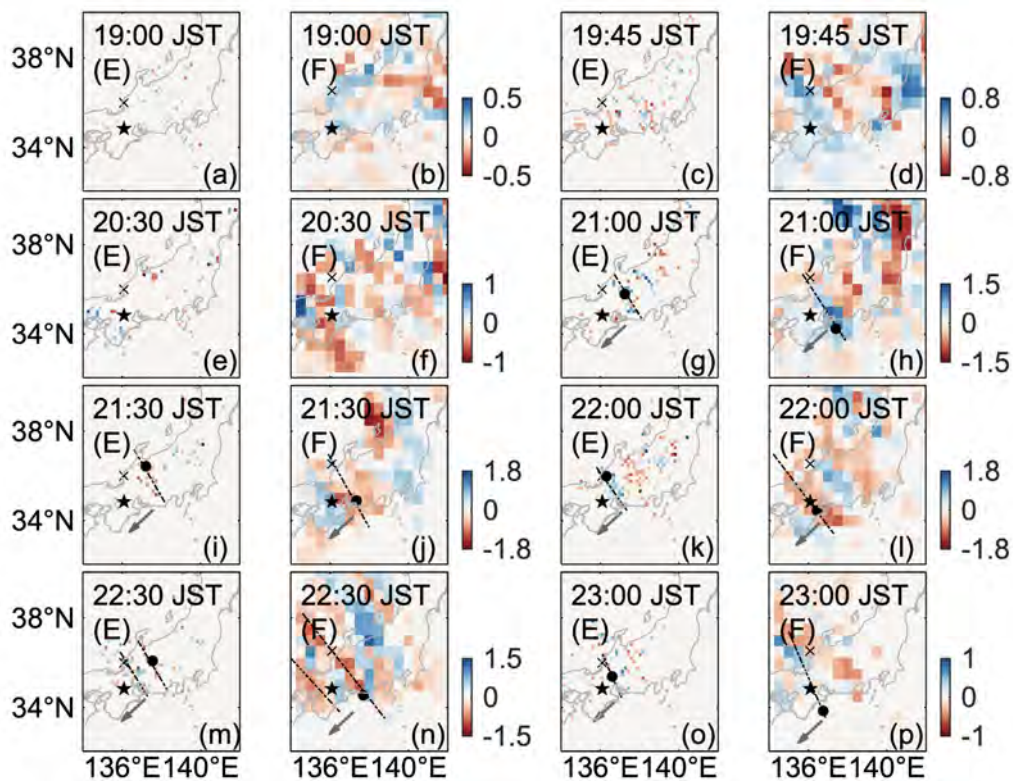 19:00 JST 19:00 JST 19:45 JST 19:45 JST
38°N (E) (F) (E) (F)
0.5 0.8
0 0
34°N
-0.5 -0.8
(a) (b) (c) (d)
20:30 JST 20:30 JST 21:00 JST 21:00 JST
38°N (E) (F) (E) (F)
1 1.5
0 0
34°N
-1 -1.5
(e) (f) (g) (h)
21:30 JST 21:30 JST 22:00 JST 22:00 JST
38°N (E) (F) (E) (F)
1.8 1.8
0 0
34°N
-1.8 -1.8
(i) (j) (k) (l)
22:30 JST 22:30 JST 23:00 JST 23:00 JST
38°N (E) (F) (E) (F)
1.5 1
0 0
34°N
-1.5 -1
(m) (n) (o) (p)
136°E 140°E 136°E 140°E 136°E 140°E 136°E 140°E